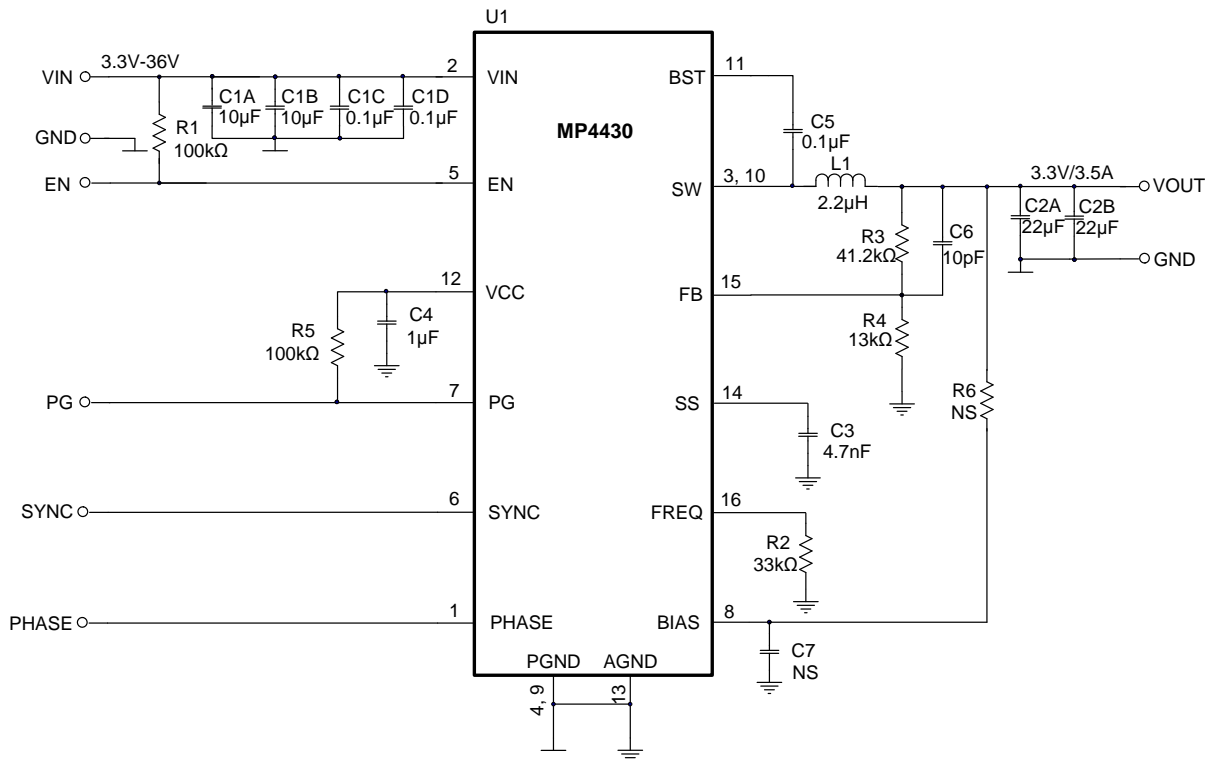 U1
VIN
3.3V-36V
2
VIN
C1A
10µF
C1B
10µF
C1C
0.1µF
C1D
0.1µF
GND
R1
100kΩ
EN
5
EN
12
VCC
R5
100kΩ
C4
1µF
PG
7
PG
SYNC
6
SYNC
PHASE
1
PHASE
MP4430
BST
11
C5
0.1µF
SW
3, 10
L1
2.2µH
3.3V/3.5A
VOUT
C2A
22µF
C2B
22µF
GND
R3
41.2kΩ
C6
10pF
FB
15
R4
13kΩ
SS
14
C3
4.7nF
R6
NS
FREQ
16
R2
33kΩ
BIAS
8
C7
NS
PGND
AGND
4, 9
13